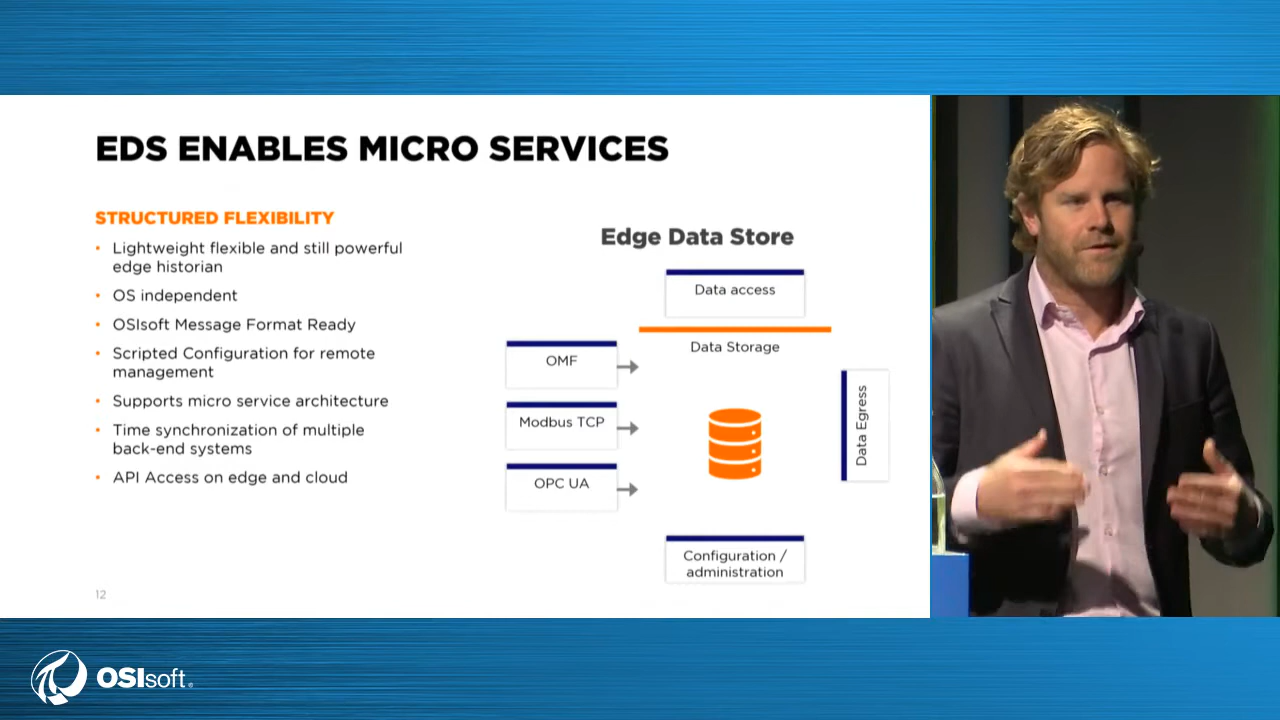 EDS ENABLES MICRO SERVICES
STRUCTURED FLEXIBILITY
• Lightweight flexible and still powerful
edge historian
• OS independent
• OSIsoft Message Format Ready
• Scripted Configuration for remote
management
• Supports micro service architecture
• Time synchronization of multiple
back-end systems
• API Access on edge and cloud
Edge Data Store
Data access
Data Storage
OMF
Modbus TCP
OPC UA
Data Egress
Configuration /
administration
12
OSIsoft.